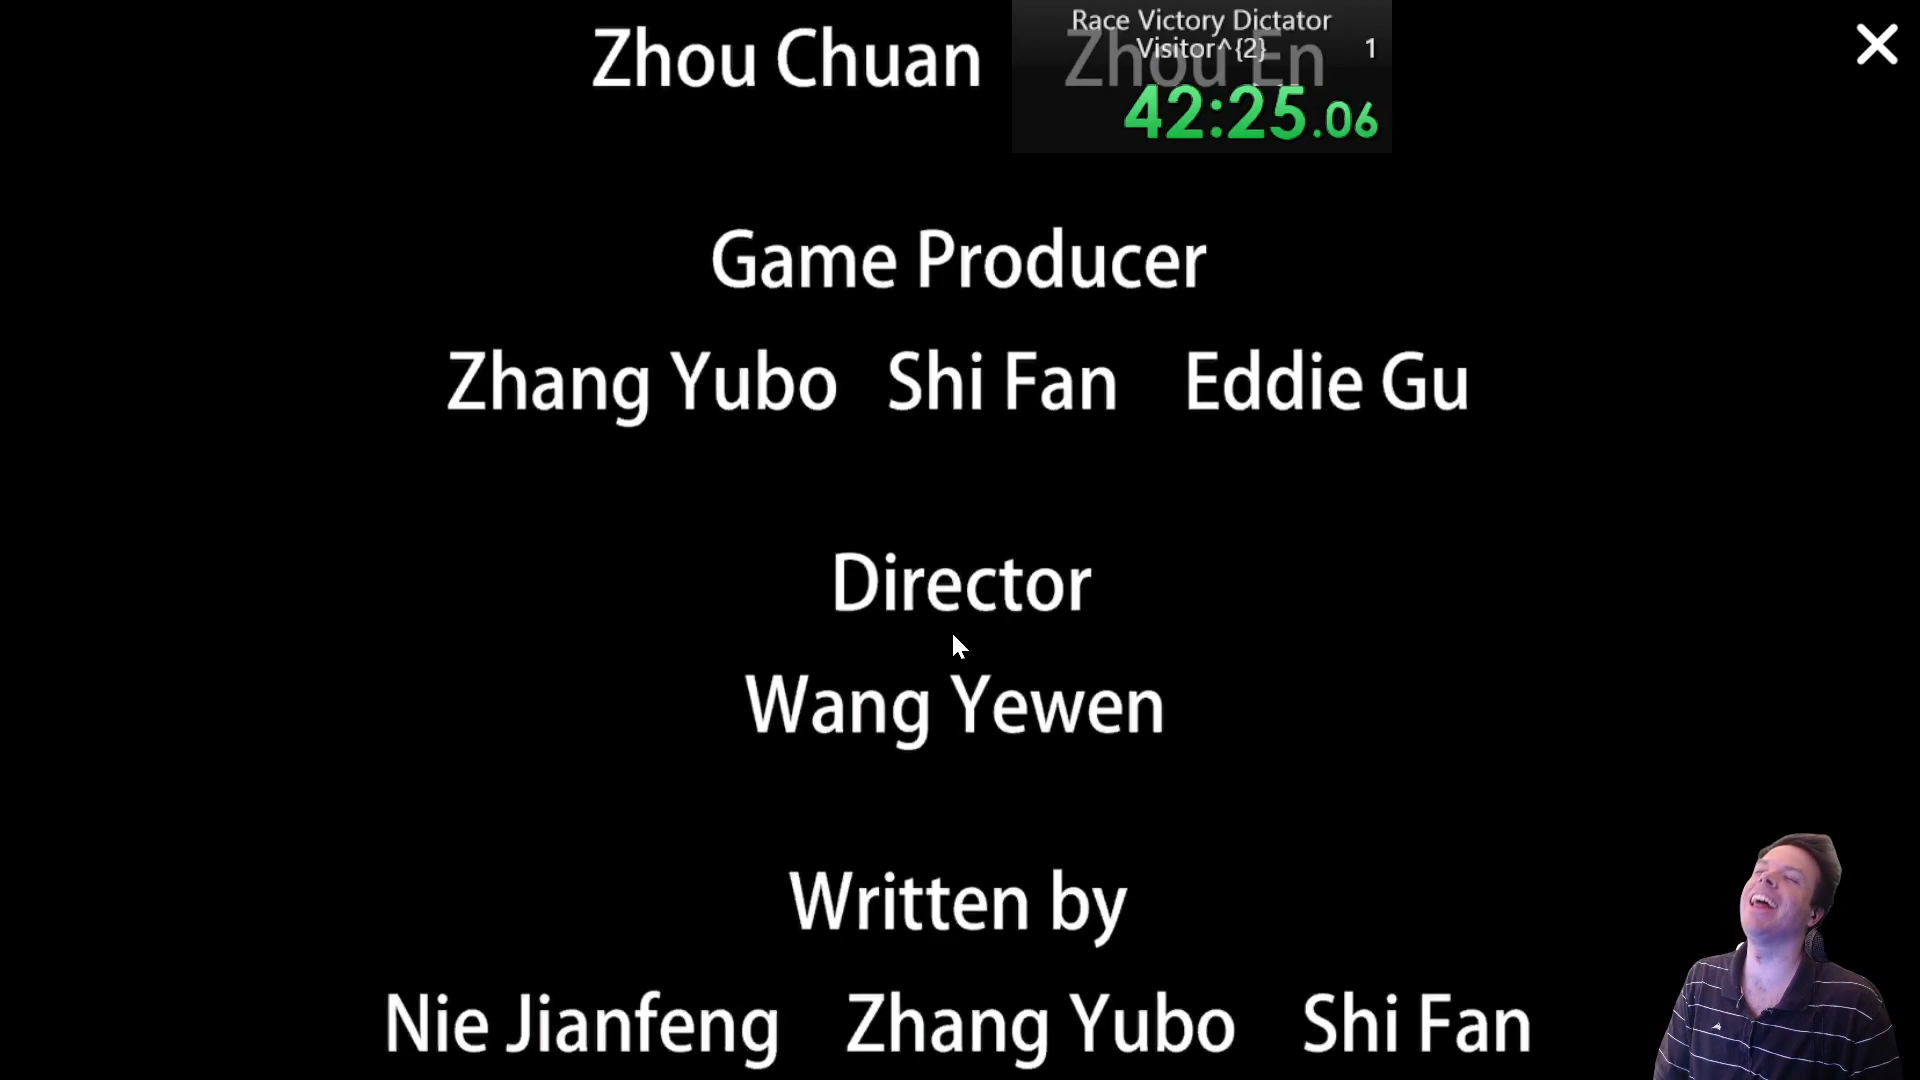 Race Victory Dictator
Visitor^{2} 1
42:25.06
Zhou Chuan Zhou En
Game Producer
Zhang Yubo Shi Fan Eddie Gu
Director
Wang Yewen
Written by
Nie Jianfeng Zhang Yubo Shi Fan